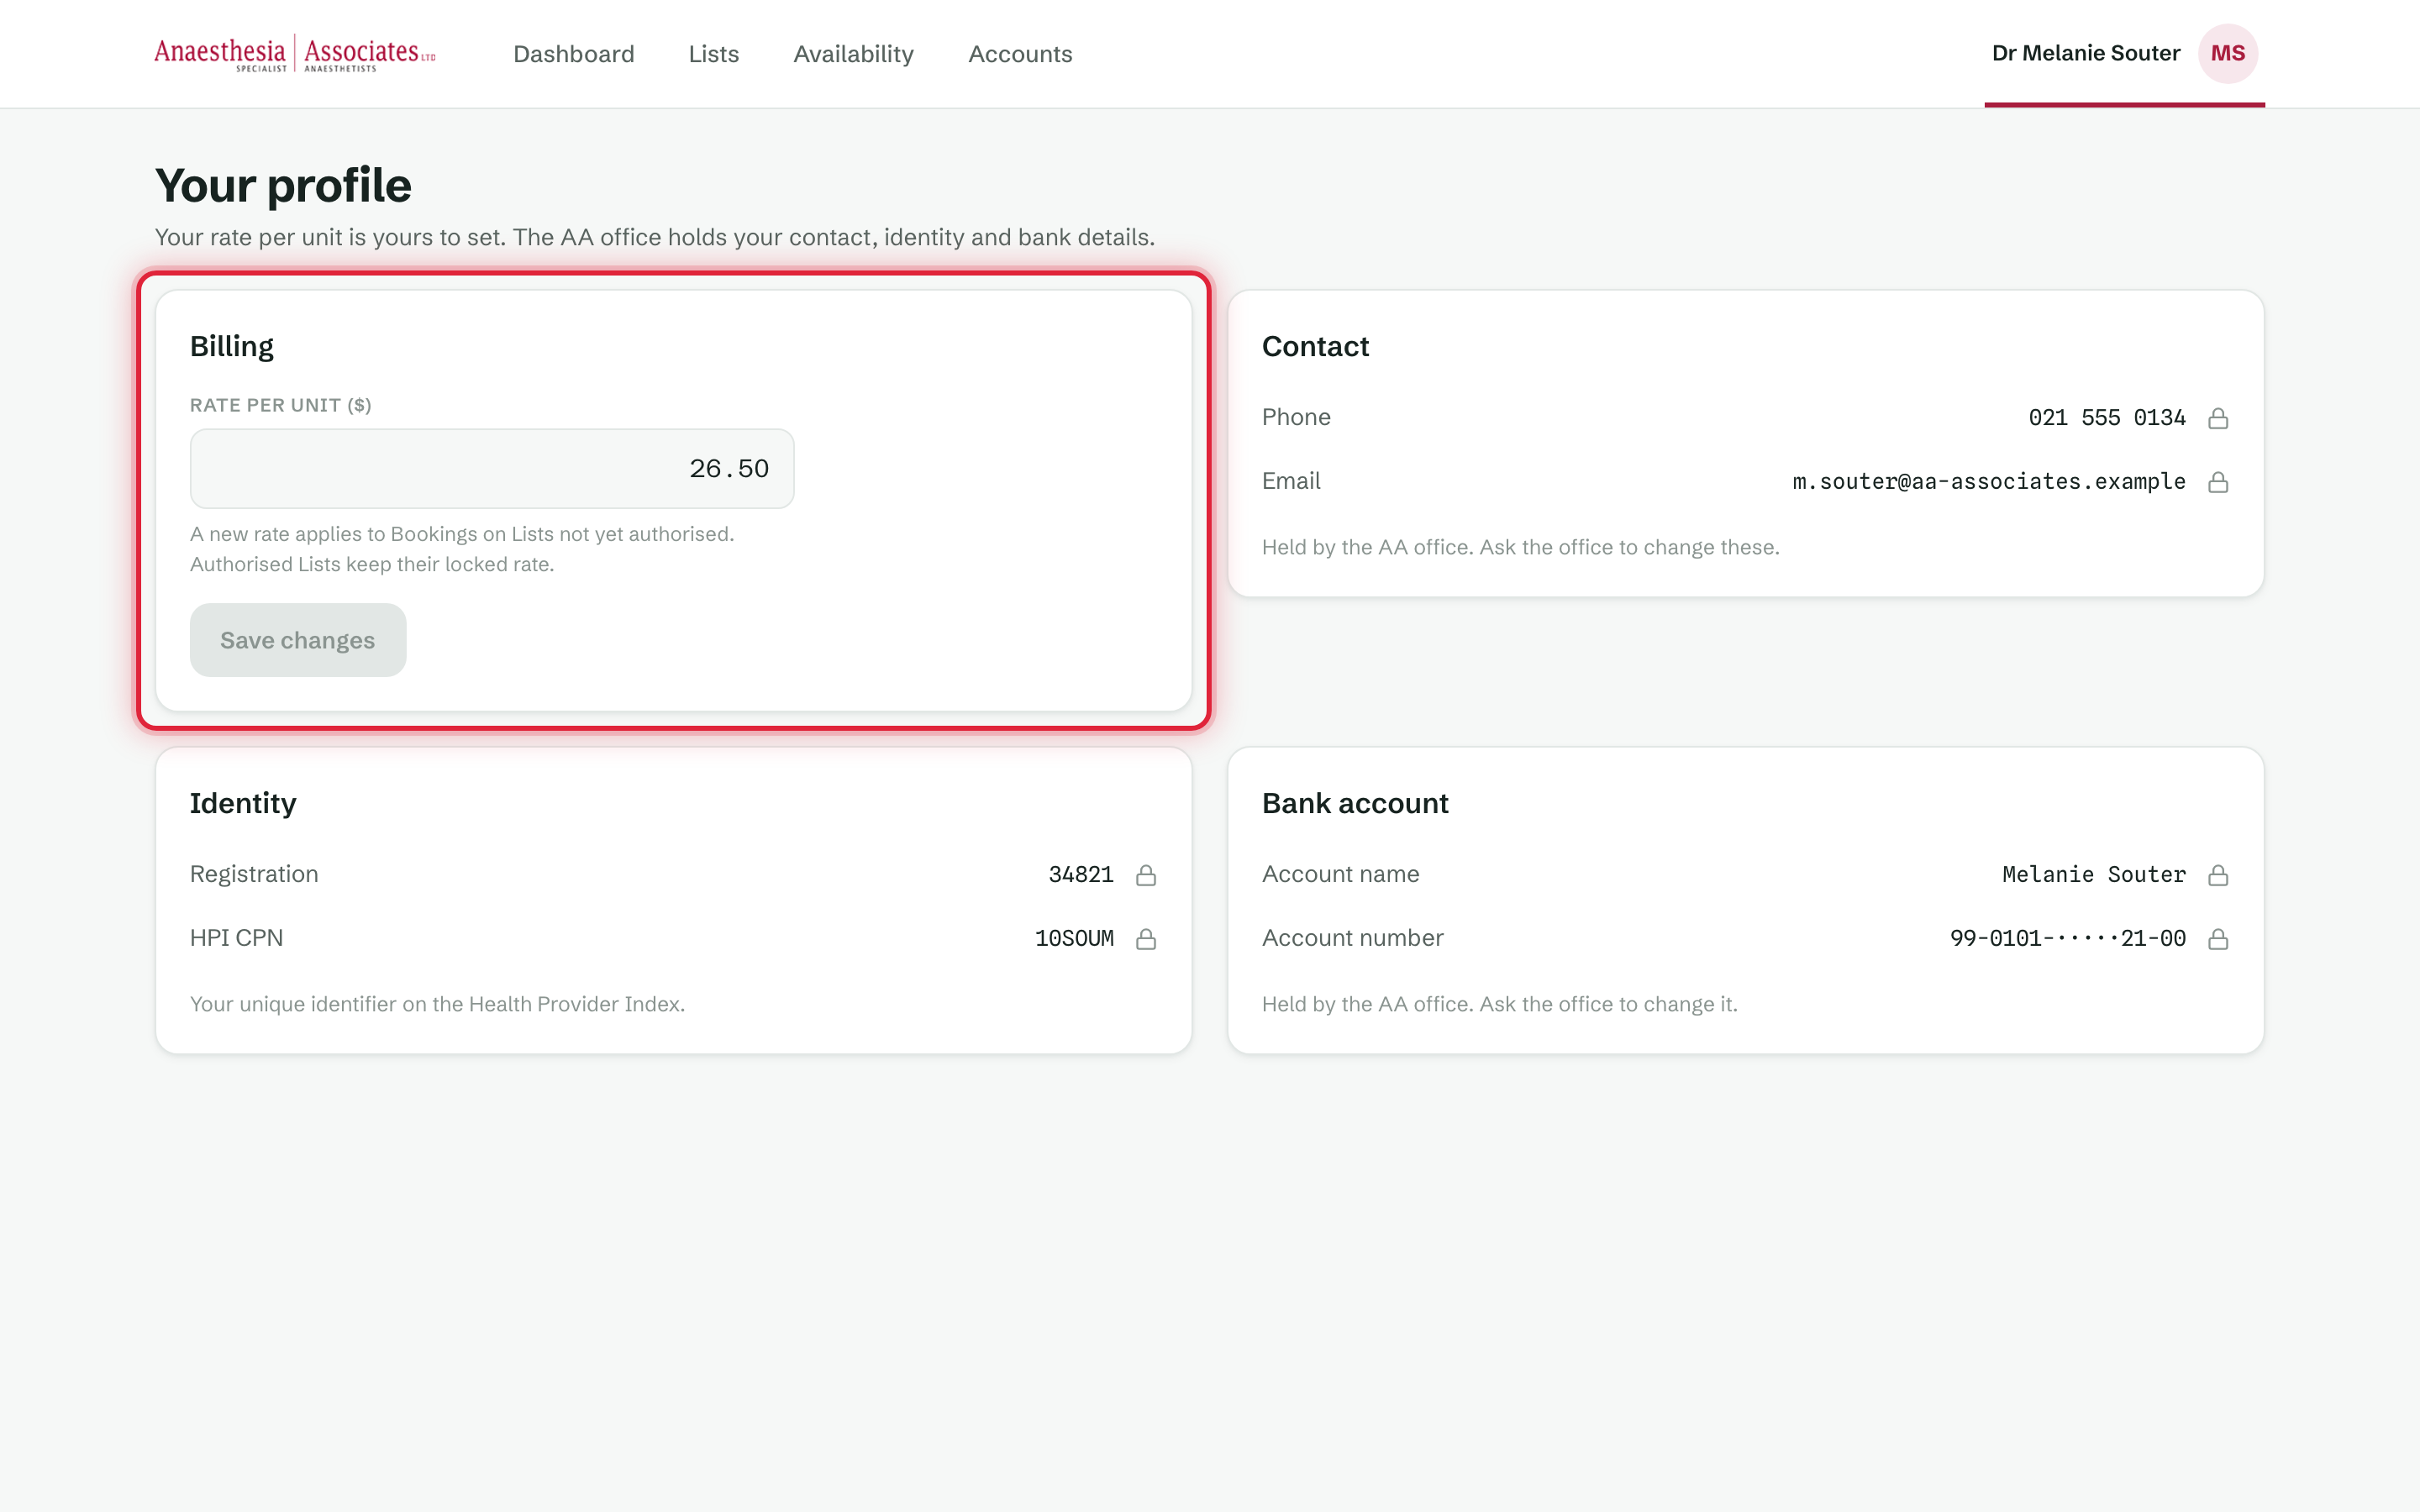 Anaesthesia Associates LTD
SPECIALIST ANAESTHETISTS
Dashboard
Lists
Availability
Accounts
Dr Melanie Souter
MS
Your profile
Your rate per unit is yours to set. The AA office holds your contact, identity and bank details.
Billing
RATE PER UNIT ($)
26.50
A new rate applies to Bookings on Lists not yet authorised.
Authorised Lists keep their locked rate.
Save changes
Contact
Phone 021 555 0134
Email m.souter@aa-associates.example
Held by the AA office. Ask the office to change these.
Identity
Registration 34821
HPI CPN 10SOUM
Your unique identifier on the Health Provider Index.
Bank account
Account name Melanie Souter
Account number 99-0101-·····21-00
Held by the AA office. Ask the office to change it.